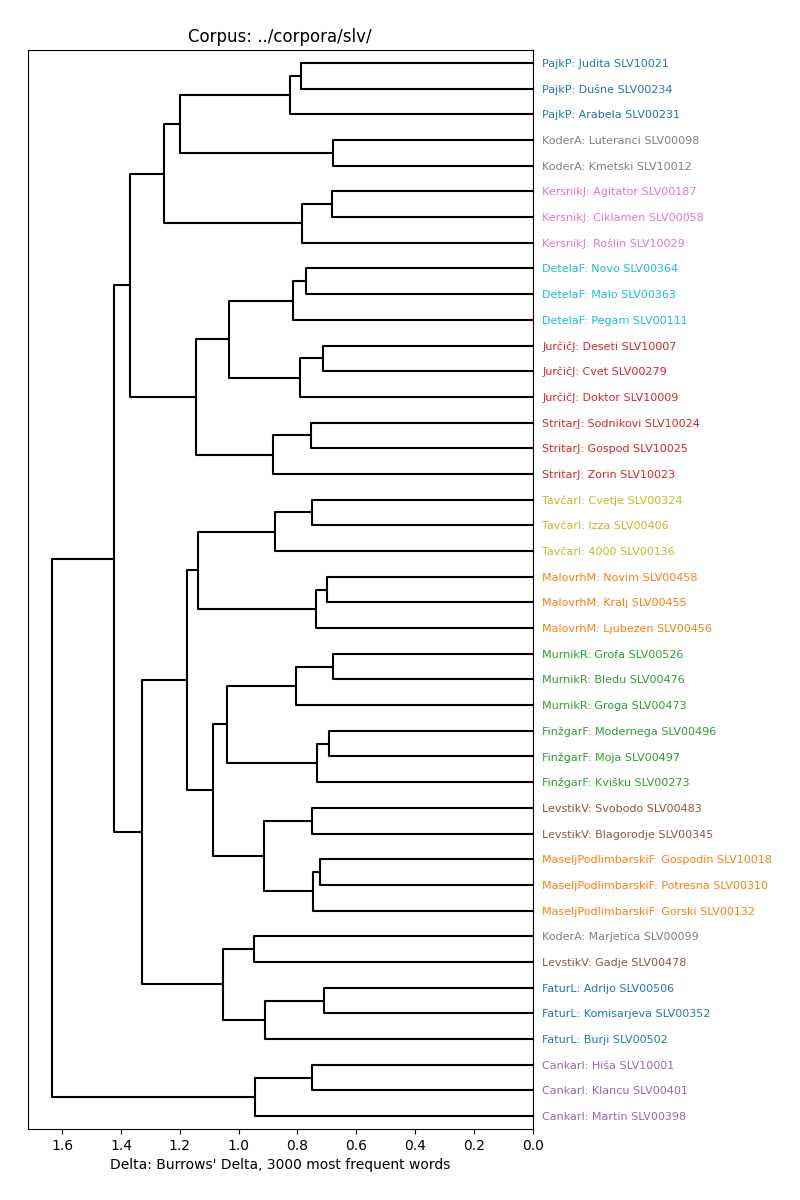 Corpus: ../corpora/slv/
PajkP: Judita SLV10021
PajkP: Dušne SLV00234
PajkP: Arabela SLV00231
KoderA: Luteranci SLV00098
KoderA: Kmetski SLV10012
KersnikJ: Agitator SLV00187
KersnikJ: Ciklamen SLV00058
KersnikJ: Rošlin SLV10029
DetelaF: Novo SLV00364
DetelaF: Malo SLV00363
DetelaF: Pegam SLV00111
JurčičJ: Deseti SLV10007
JurčičJ: Cvet SLV00279
JurčičJ: Doktor SLV10009
StritarJ: Sodnikovi SLV10024
StritarJ: Gospod SLV10025
StritarJ: Zorin SLV10023
TavčarI: Cvetje SLV00324
TavčarI: Izza SLV00406
TavčarI: 4000 SLV00136
MalovrhM: Novim SLV00458
MalovrhM: Kralj SLV00455
MalovrhM: Ljubezen SLV00456
MurnikR: Grofa SLV00526
MurnikR: Bledu SLV00476
MurnikR: Groga SLV00473
FinžgarF: Modernega SLV00496
FinžgarF: Moja SLV00497
FinžgarF: Kvišku SLV00273
LevstikV: Svobodo SLV00483
LevstikV: Blagorodje SLV00345
MaseljPodlimbarskiF: Gospodin SLV10018
MaseljPodlimbarskiF: Potresna SLV00310
MaseljPodlimbarskiF: Gorski SLV00132
KoderA: Marjetica SLV00099
LevstikV: Gadje SLV00478
FaturL: Adrijo SLV00506
FaturL: Komisarjeva SLV00352
FaturL: Burji SLV00502
CankarI: Hiša SLV10001
CankarI: Klancu SLV00401
CankarI: Martin SLV00398
1.6 1.4 1.2 1.0 0.8 0.6 0.4 0.2 0.0
Delta: Burrows' Delta, 3000 most frequent words